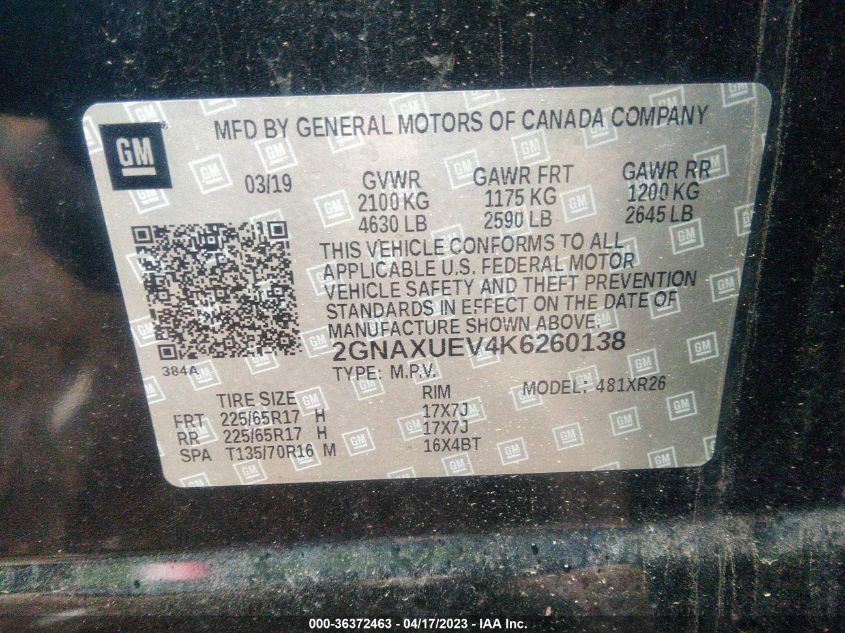 GM
MFD BY GENERAL MOTORS OF CANADA COMPANY
03/19 GVWR GAWR FRT GAWR RR
2100 KG 1175 KG 1200 KG
4630 LB 2590 LB 2645 LB
THIS VEHICLE CONFORMS TO ALL
APPLICABLE U.S. FEDERAL MOTOR
VEHICLE SAFETY AND THEFT PREVENTION
STANDARDS IN EFFECT ON THE DATE OF
MANUFACTURE SHOWN ABOVE.
2GNAXUEV4K6260138
384A
TYPE: M.P.V. MODEL: 481XR26
TIRE SIZE RIM
FRT 225/65R17 H 17X7J
RR 225/65R17 H 17X7J
SPA T135/70R16 M 16X4BT
000-36372463 - 04/17/2023 - IAA Inc.